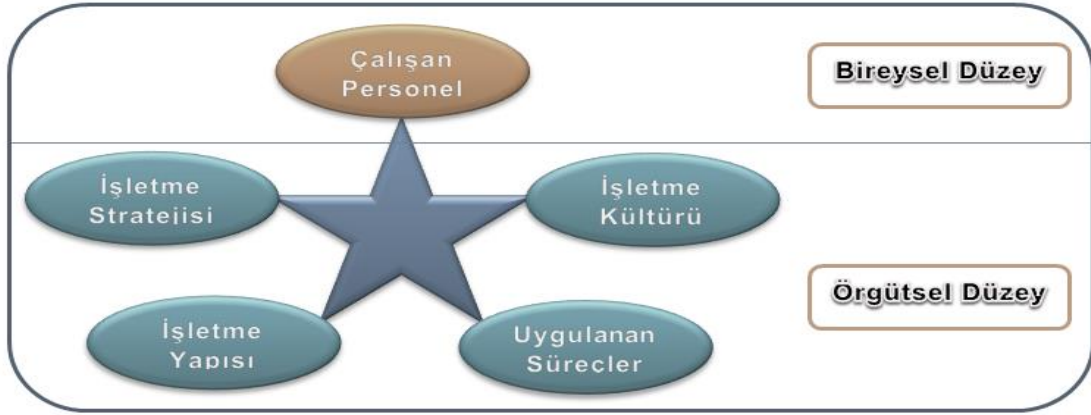 Çalışan
Personel
Bireysel Düzey
İşletme
Stratejisi
İşletme
Kültürü
Örgütsel Düzey
İşletme
Yapısı
Uygulanan
Süreçler